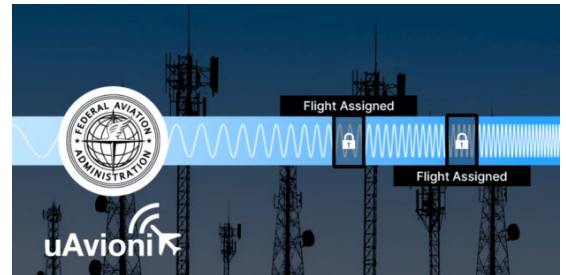 Flight Assigned
FEDERAL AVIATION
ADMINISTRATION
Flight Assigned
uAvioni